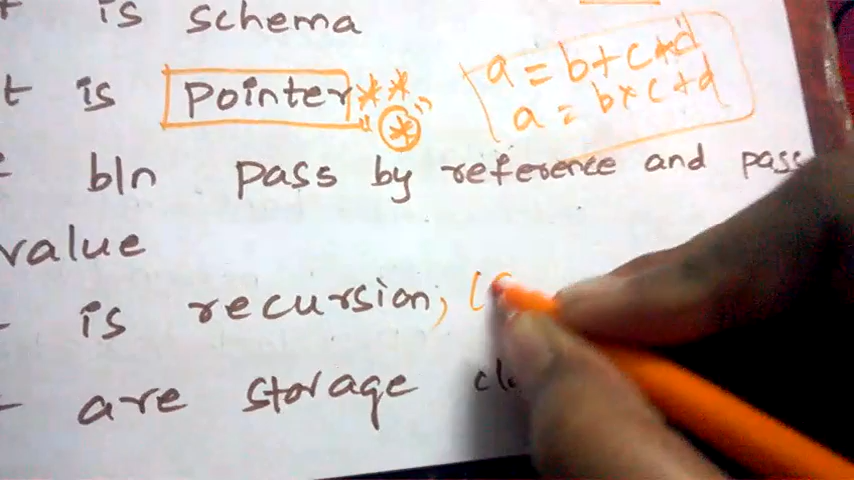 is schema
a = b+c+d
is pointer** "*"
a = b*c+d
bln pass by reference and pass
value
is recursion; (
are storage